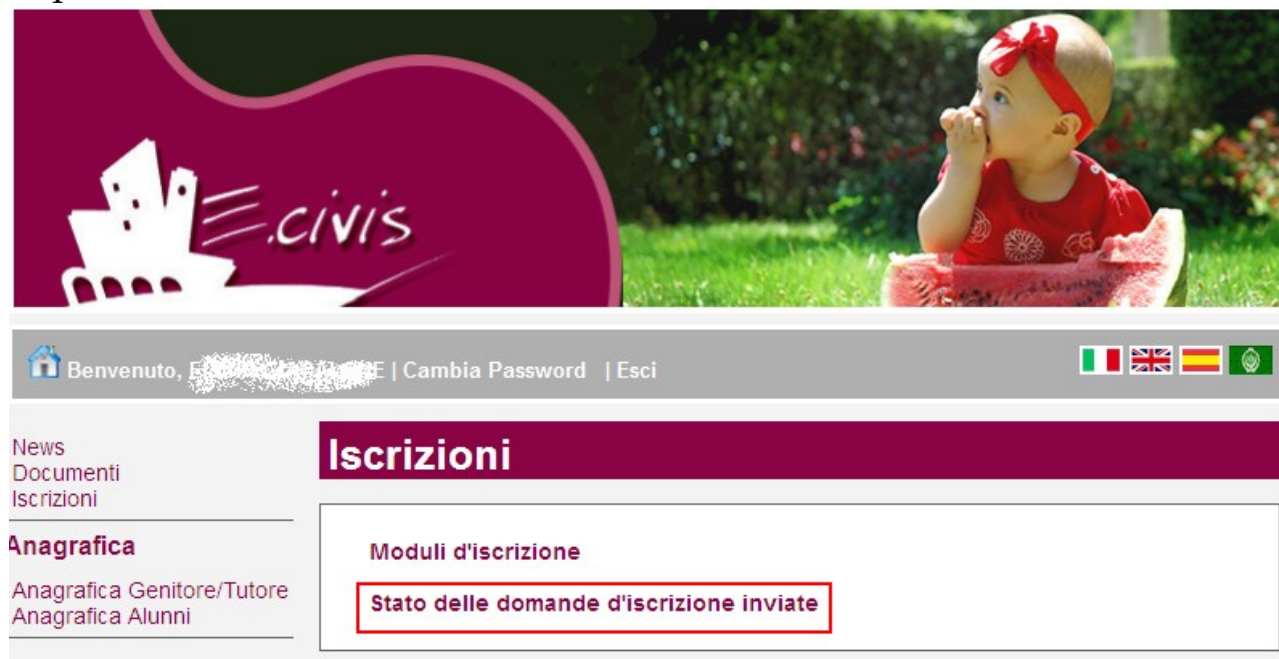 E.civis
Benvenuto, | Cambia Password | Esci
News
Documenti
Iscrizioni
Anagrafica
Anagrafica Genitore/Tutore
Anagrafica Alunni
Iscrizioni
Moduli d'iscrizione
Stato delle domande d'iscrizione inviate